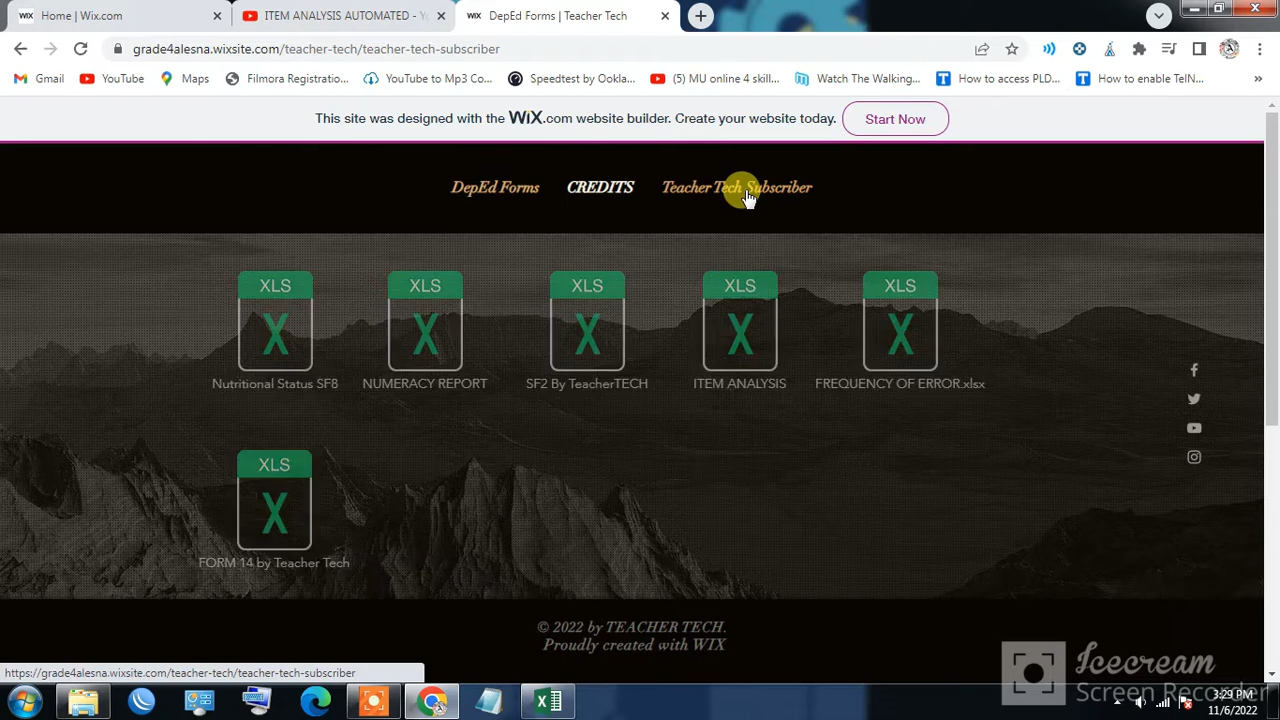 WIX Home | Wix.com
ITEM ANALYSIS AUTOMATED - Y
WIX DepEd Forms | Teacher Tech
grade4alesna.wixsite.com/teacher-tech/teacher-tech-subscriber
Gmail YouTube Maps Filmora Registratio... YouTube to Mp3 Co... Speedtest by Ookla... (5) MU online 4 skill... Watch The Walking... How to access PLD... How to enable TelN... »
This site was designed with the WiX.com website builder. Create your website today. Start Now
DepEd Forms CREDITS Teacher Tech Subscriber
XLS XLS XLS XLS XLS
X X X X X
Nutritional Status SF8 NUMERACY REPORT SF2 By TeacherTECH ITEM ANALYSIS FREQUENCY OF ERROR.xlsx
XLS
X
FORM 14 by Teacher Tech
© 2022 by TEACHER TECH.
Proudly created with WIX
https://grade4alesna.wixsite.com/teacher-tech/teacher-tech-subscriber
Icecream
Screen Recorder
3:29 PM
11/6/2022